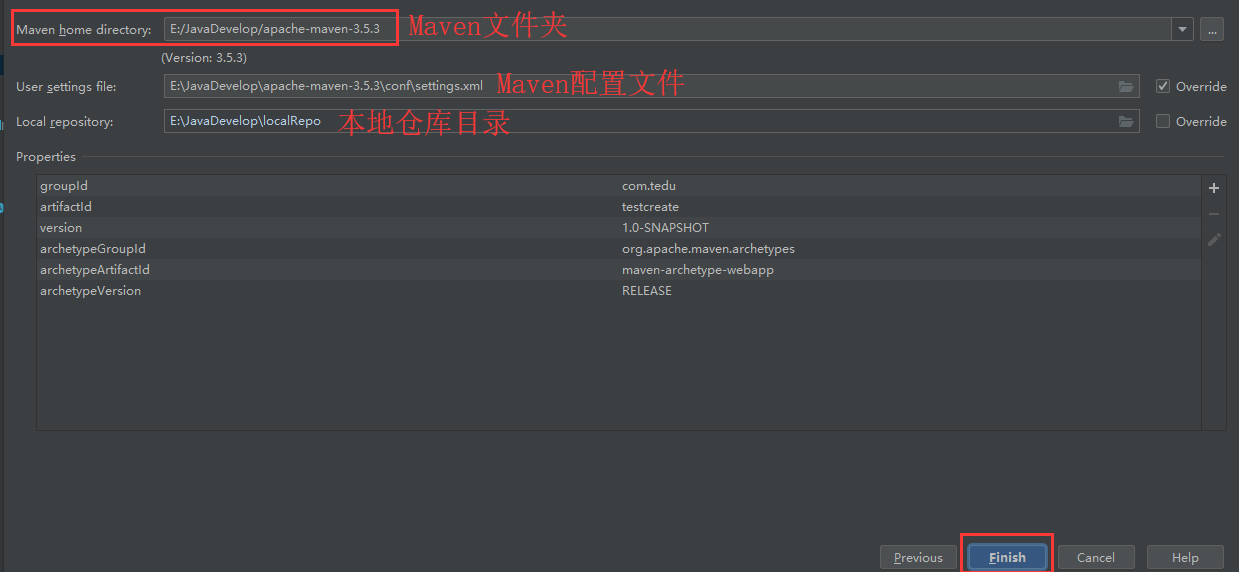 Maven home directory: E:/JavaDevelop/apache-maven-3.5.3 Maven文件夹 ...
(Version: 3.5.3)
User settings file: E:\JavaDevelop\apache-maven-3.5.3\conf\settings.xml Maven配置文件 Override
Local repository: E:\JavaDevelop\localRepo 本地仓库目录 Override
Properties
groupId com.tedu
artifactId testcreate
version 1.0-SNAPSHOT
archetypeGroupId org.apache.maven.archetypes
archetypeArtifactId maven-archetype-webapp
archetypeVersion RELEASE
Previous Finish Cancel Help